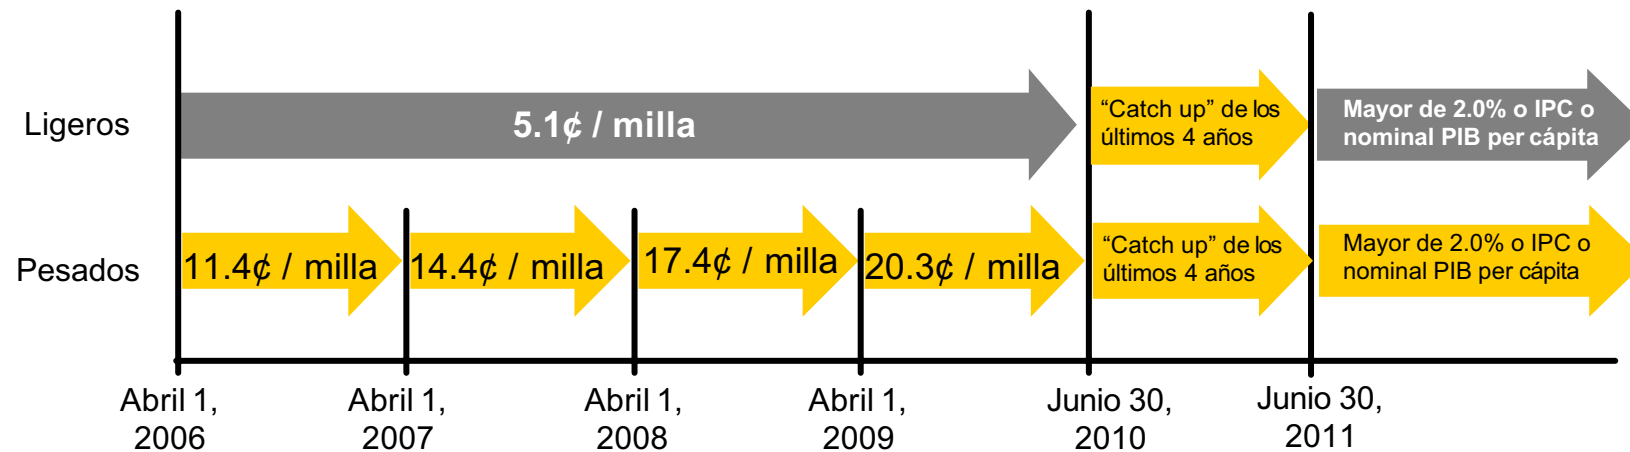 Ligeros
5.1¢ / milla
“Catch up” de los
últimos 4 años
Mayor de 2.0% o IPC o
nominal PIB per cápita
Pesados
11.4¢ / milla
14.4¢ / milla
17.4¢ / milla
20.3¢ / milla
“Catch up” de los
últimos 4 años
Mayor de 2.0% o IPC o
nominal PIB per cápita
Abril 1,
2006
Abril 1,
2007
Abril 1,
2008
Abril 1,
2009
Junio 30,
2010
Junio 30,
2011